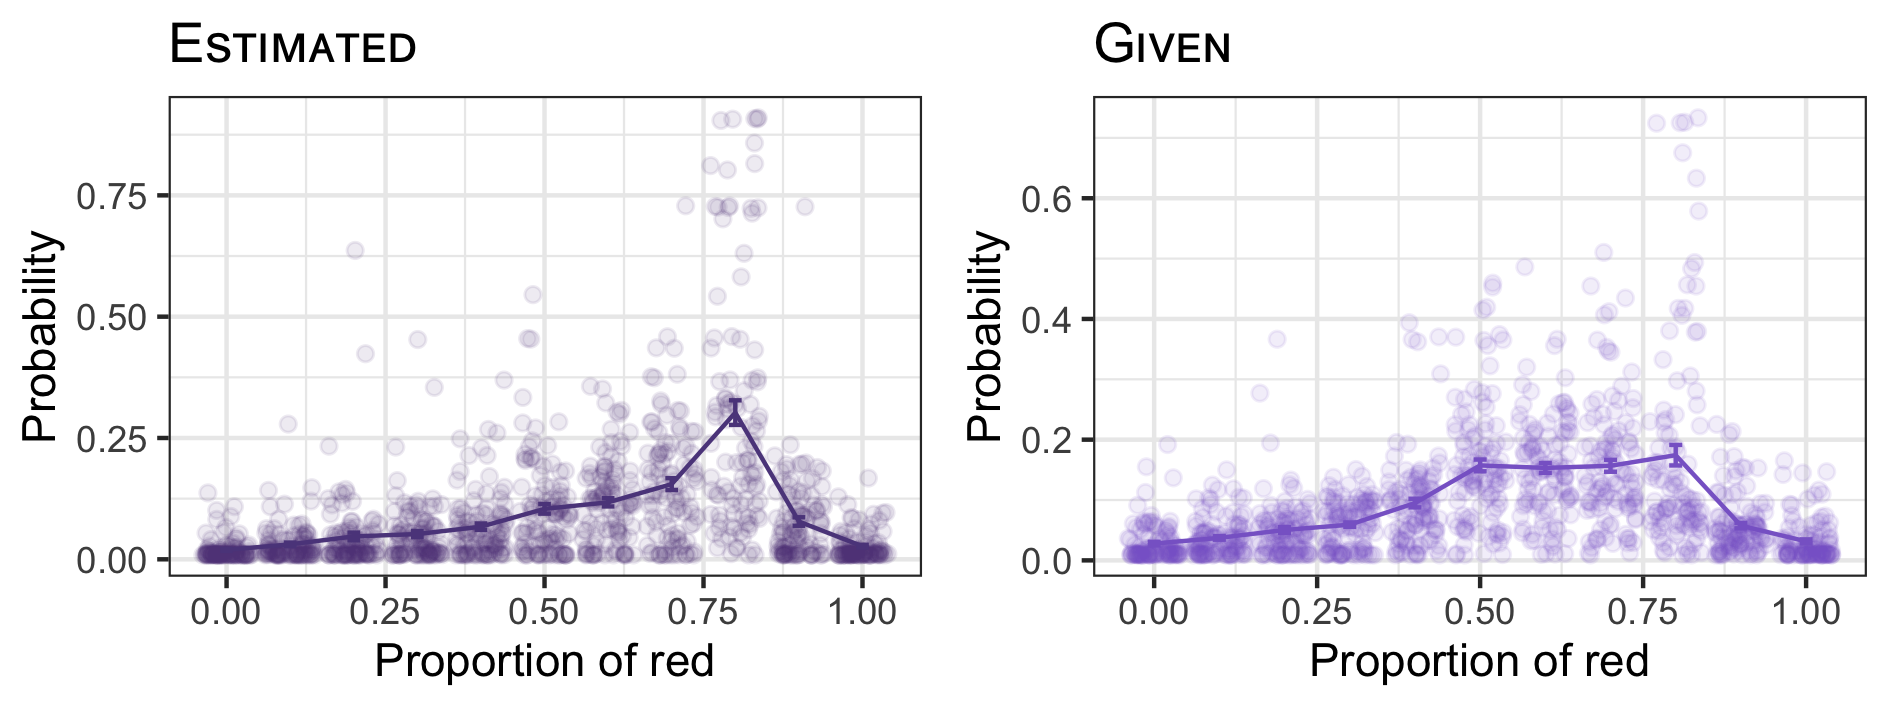 ESTIMATED
Probability
0.75
0.50
0.25
0.00
0.00 0.25 0.50 0.75 1.00
Proportion of red
GIVEN
Probability
0.6
0.4
0.2
0.0
0.00 0.25 0.50 0.75 1.00
Proportion of red